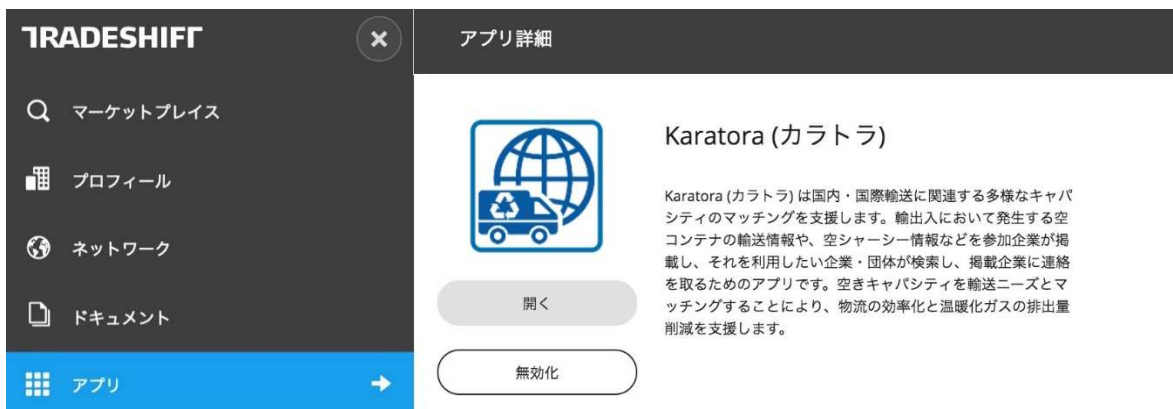 TRADESHIFT
アプリ詳細
マーケットプレイス
プロフィール
ネットワーク
ドキュメント
アプリ
Karatora (カラトラ)
Karatora (カラトラ) は国内・国際輸送に関連する多様なキャパ
シティのマッチングを支援します。輸出入において発生する空
コンテナの輸送情報や、空シャーシー情報などを参加企業が掲
載し、それを利用したい企業・団体が検索し、掲載企業に連絡
を取るためのアプリです。空きキャパシティを輸送ニーズとマ
ッチングすることにより、物流の効率化と温暖化ガスの排出量
削減を支援します。
開く
無効化